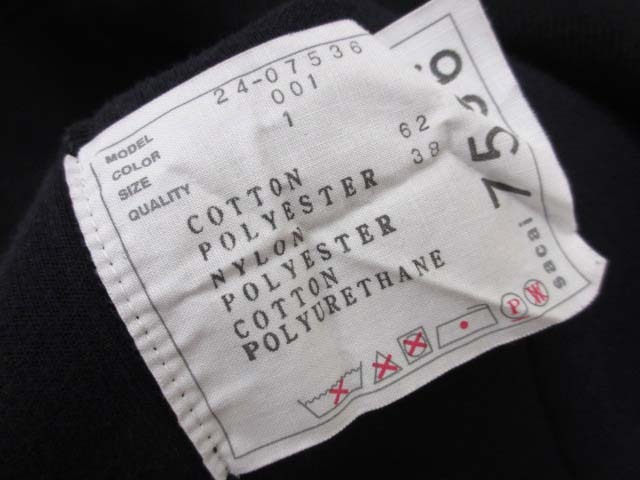 MODEL 24-07536
COLOR 001
SIZE 1
QUALITY
COTTON 62
POLYESTER 38
NYLON
POLYESTER
COTTON
POLYURETHANE
sacai
P W